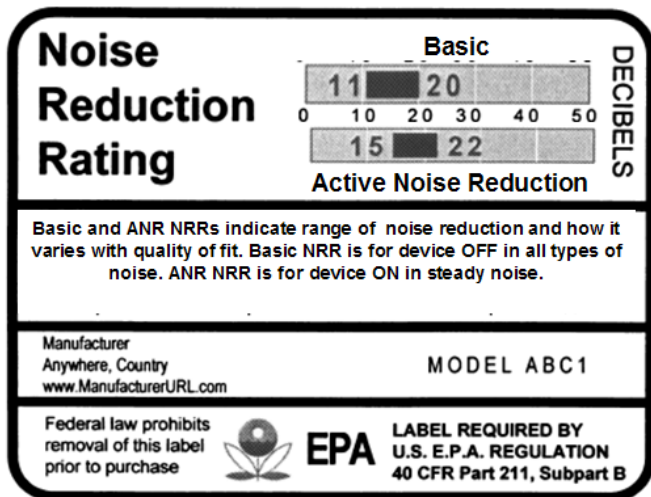 Noise
Reduction
Rating
Basic
11 20
0 10 20 30 40 50
15 22
Active Noise Reduction
DECIBELS
Basic and ANR NRRs indicate range of noise reduction and how it
varies with quality of fit. Basic NRR is for device OFF in all types of
noise. ANR NRR is for device ON in steady noise.
Manufacturer
Anywhere, Country
www.ManufacturerURL.com
MODEL ABC1
Federal law prohibits
removal of this label
prior to purchase
EPA
LABEL REQUIRED BY
U.S. E.P.A. REGULATION
40 CFR Part 211, Subpart B